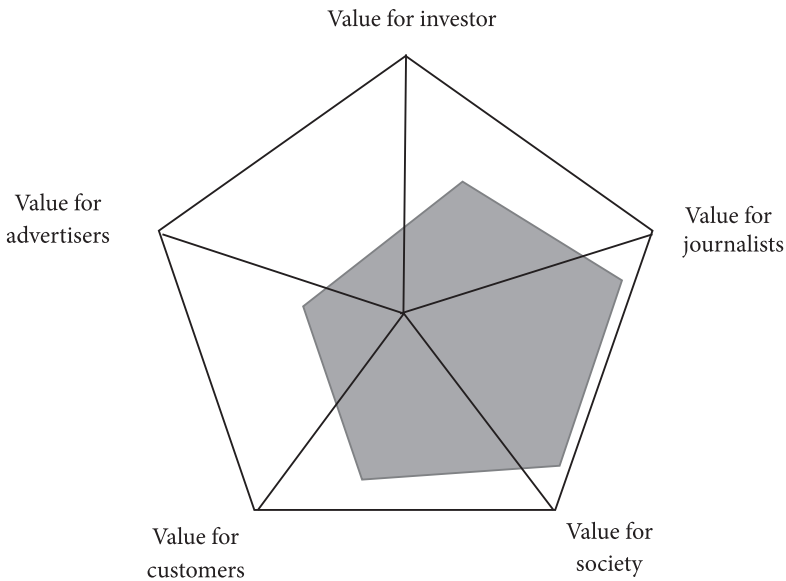 Value for investor
Value for
advertisers
Value for
journalists
Value for
customers
Value for
society